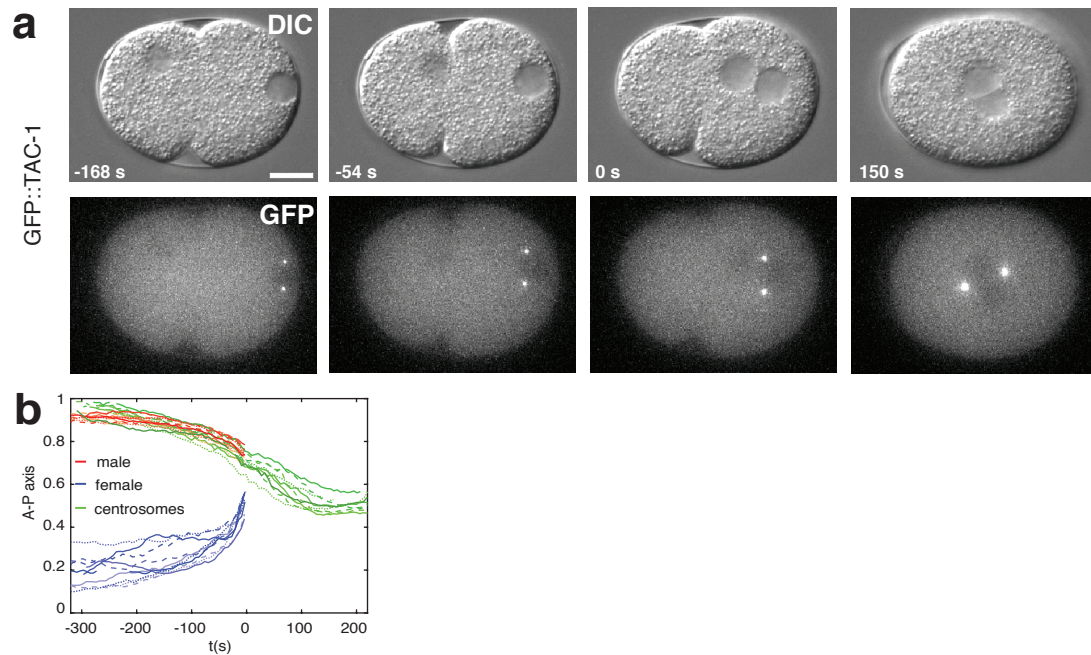 a
DIC
GFP::TAC-1
-168 s
-54 s
0 s
150 s
GFP
b
1
0.8
0.6
0.4
0.2
0
A-P axis
male
female
centrosomes
-300
-200
-100
0
100
200
t(s)